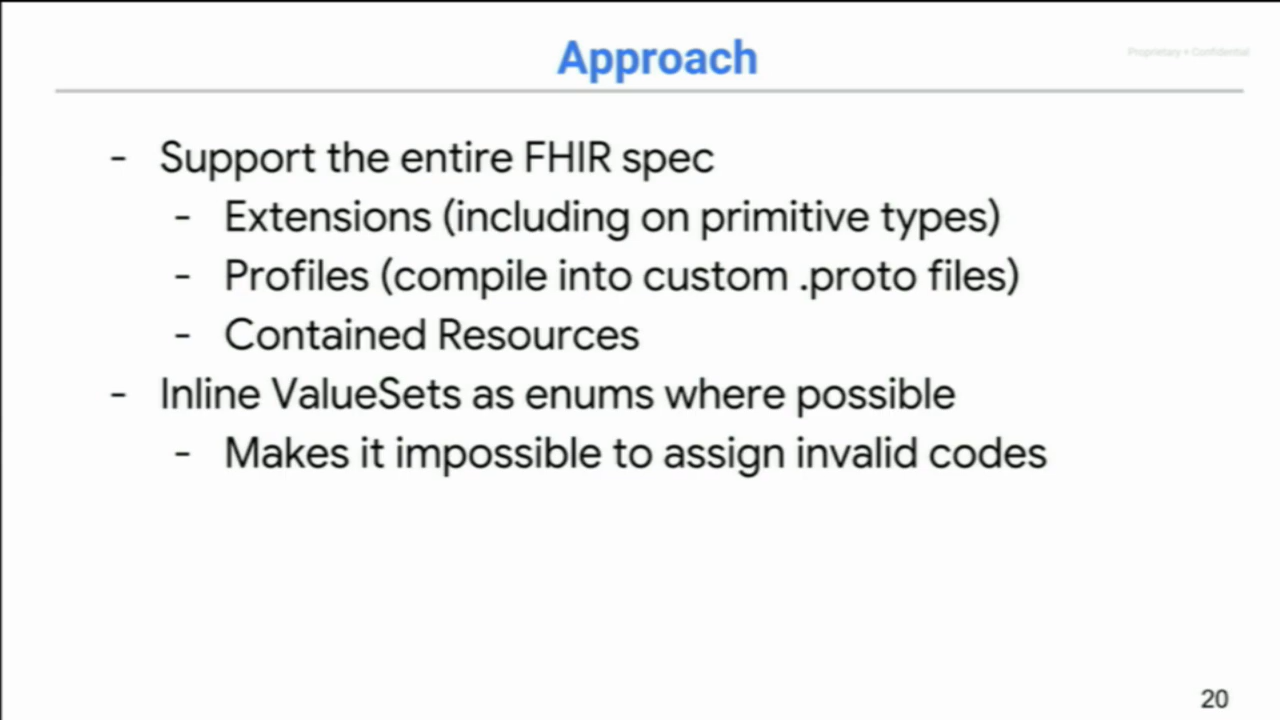 Approach
Proprietary + Confidential
- Support the entire FHIR spec
- Extensions (including on primitive types)
- Profiles (compile into custom .proto files)
- Contained Resources
- Inline ValueSets as enums where possible
- Makes it impossible to assign invalid codes
20